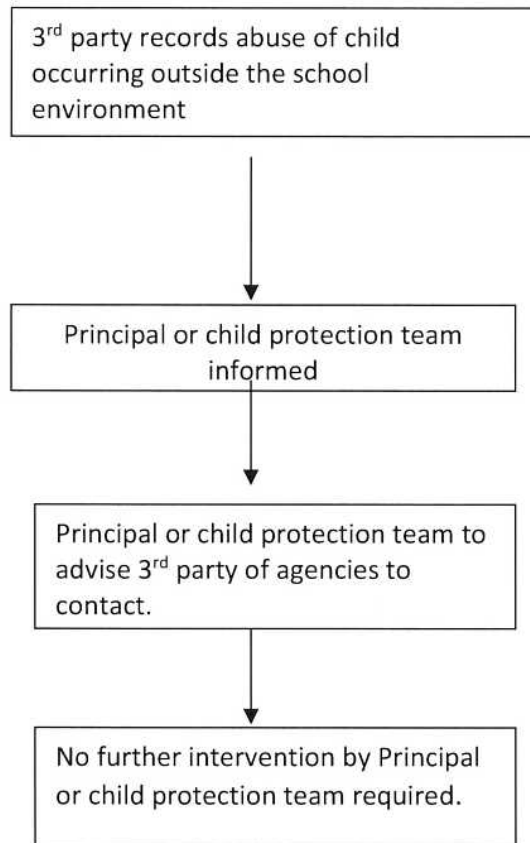 3rd party records abuse of child
occurring outside the school
environment
Principal or child protection team
informed
Principal or child protection team to
advise 3rd party of agencies to
contact.
No further intervention by Principal
or child protection team required.